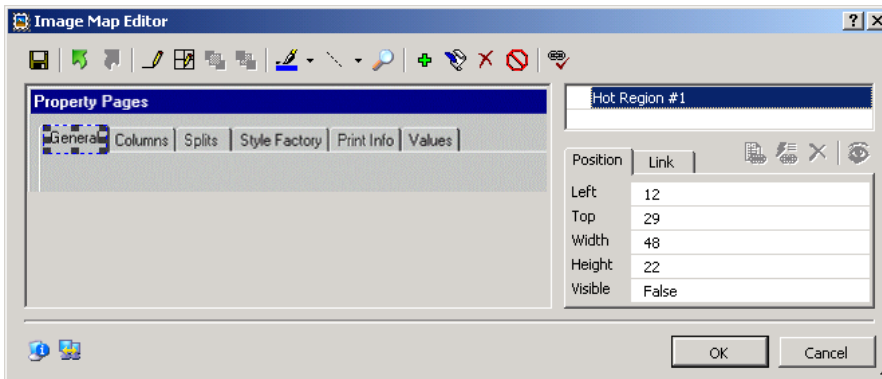 Image Map Editor
Property Pages
General Columns Splits Style Factory Print Info Values
Hot Region #1
Position Link
Left 12
Top 29
Width 48
Height 22
Visible False
OK Cancel